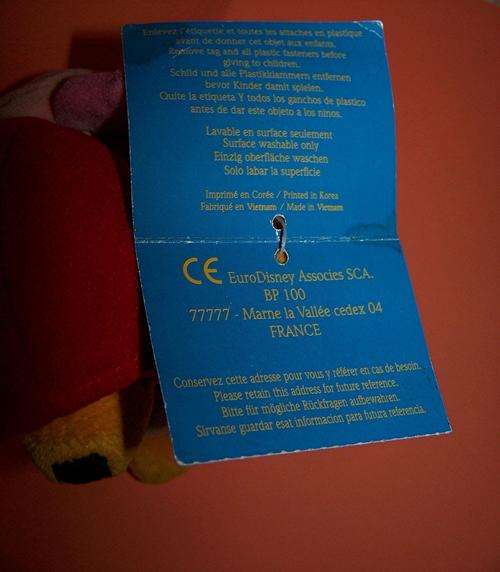 Enlevez l'étiquette et toutes les attaches en plastique
avant de donner cet objet aux enfants.
Remove tag and all plastic fasteners before
giving to children.
Schild und alle Plastikklammern entfernen
bevor Kinder damit spielen.
Quite la etiqueta Y todos los ganchos de plastico
antes de dar este objeto a los ninos.
Lavable en surface seulement
Surface washable only
Einzig oberfläche waschen
Solo labar la superficie
Imprimé en Corée / Printed in Korea
Fabriqué en Vietnam / Made in Vietnam
CE EuroDisney Associes SCA.
BP 100
77777 - Marne la Vallée cedex 04
FRANCE
Conservez cette adresse pour vous y référer en cas de besoin.
Please retain this address for future reference.
Bitte für mögliche Rückfragen aufbewahren.
Sirvanse guardar esat informacion para futura referencia.